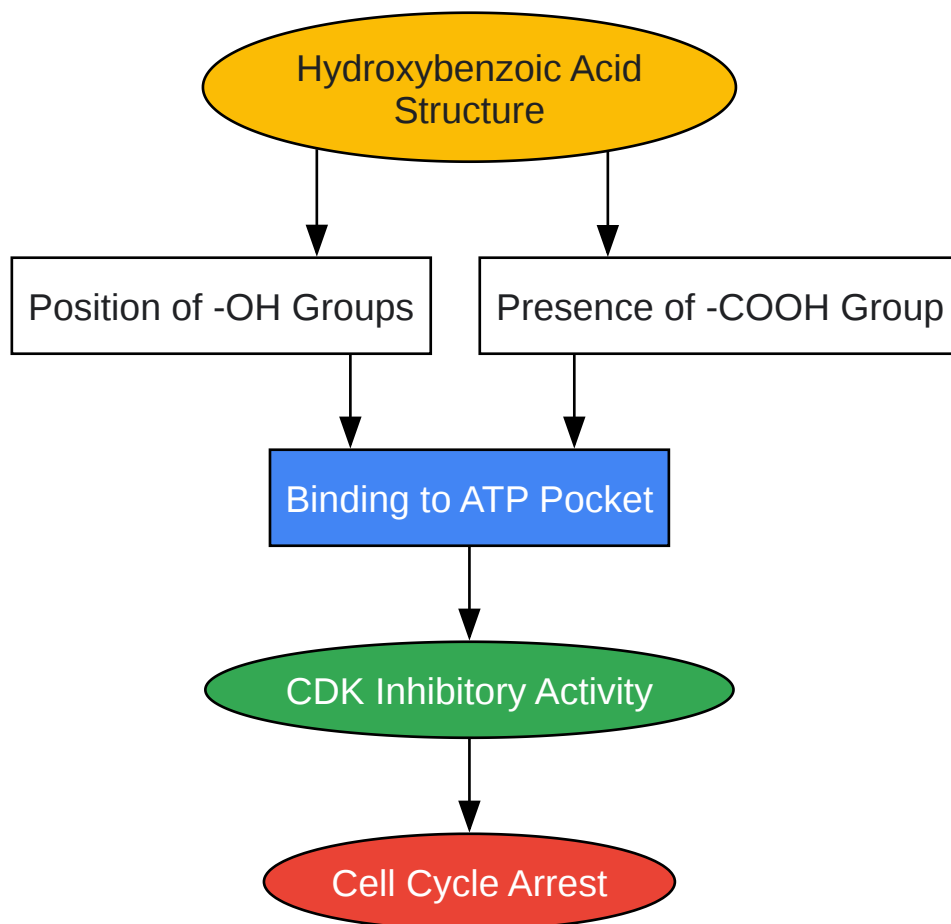 Hydroxybenzoic Acid
Structure
Position of -OH Groups
Presence of -COOH Group
Binding to ATP Pocket
CDK Inhibitory Activity
Cell Cycle Arrest